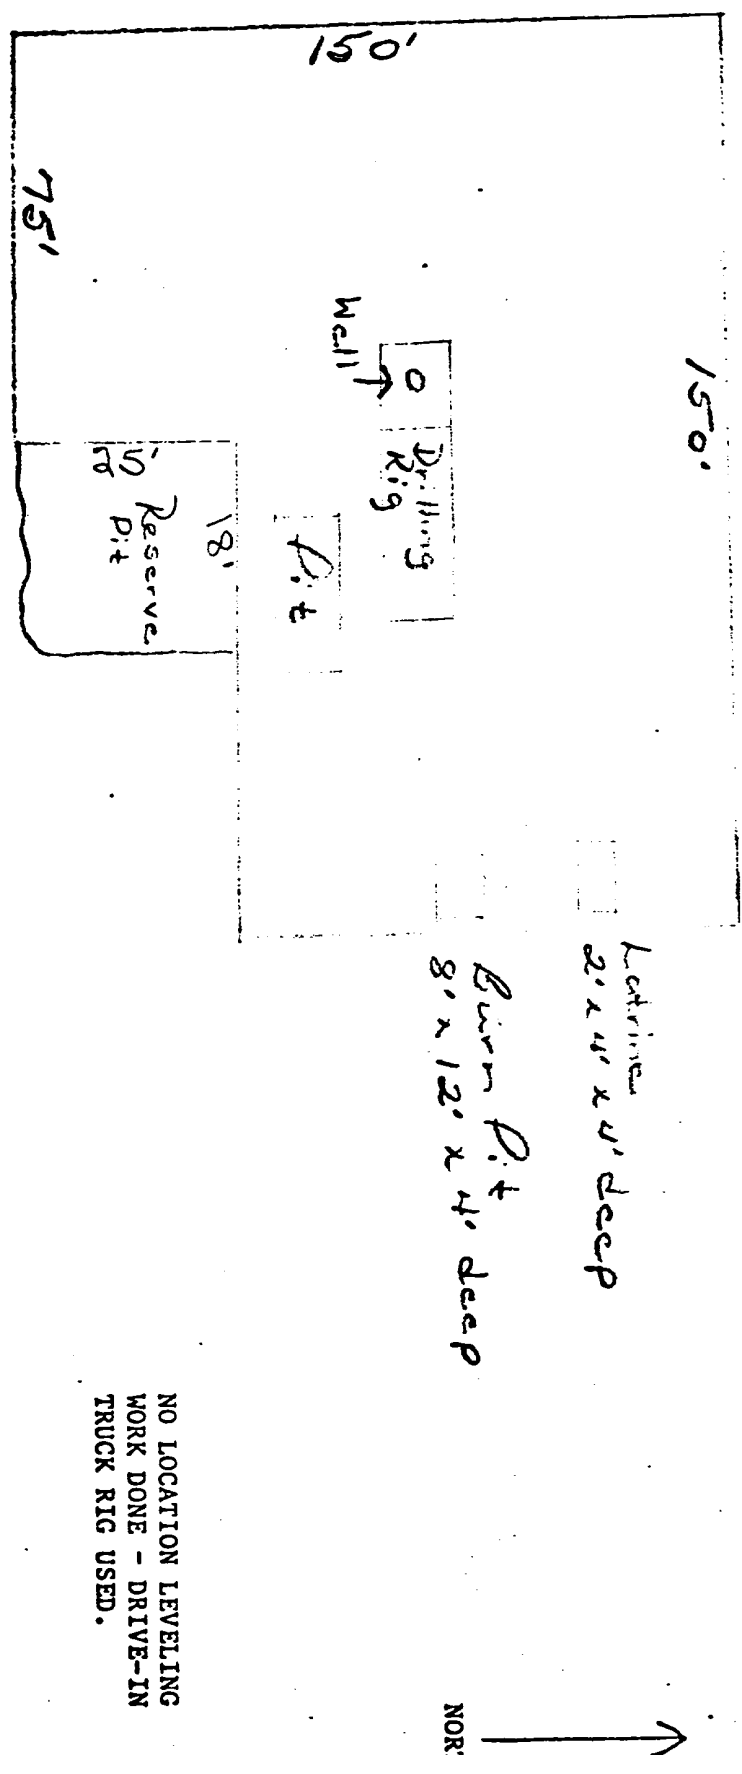 150'
150'
75'
Well
O
Drilling
Rig
Pit
18'
25'
Reserve
Pit
Latrine
2' x 4' x 4' deep
Burn Pit
8' x 12' x 4' deep
NO LOCATION LEVELING
WORK DONE - DRIVE-IN
TRUCK RIG USED.
NOR